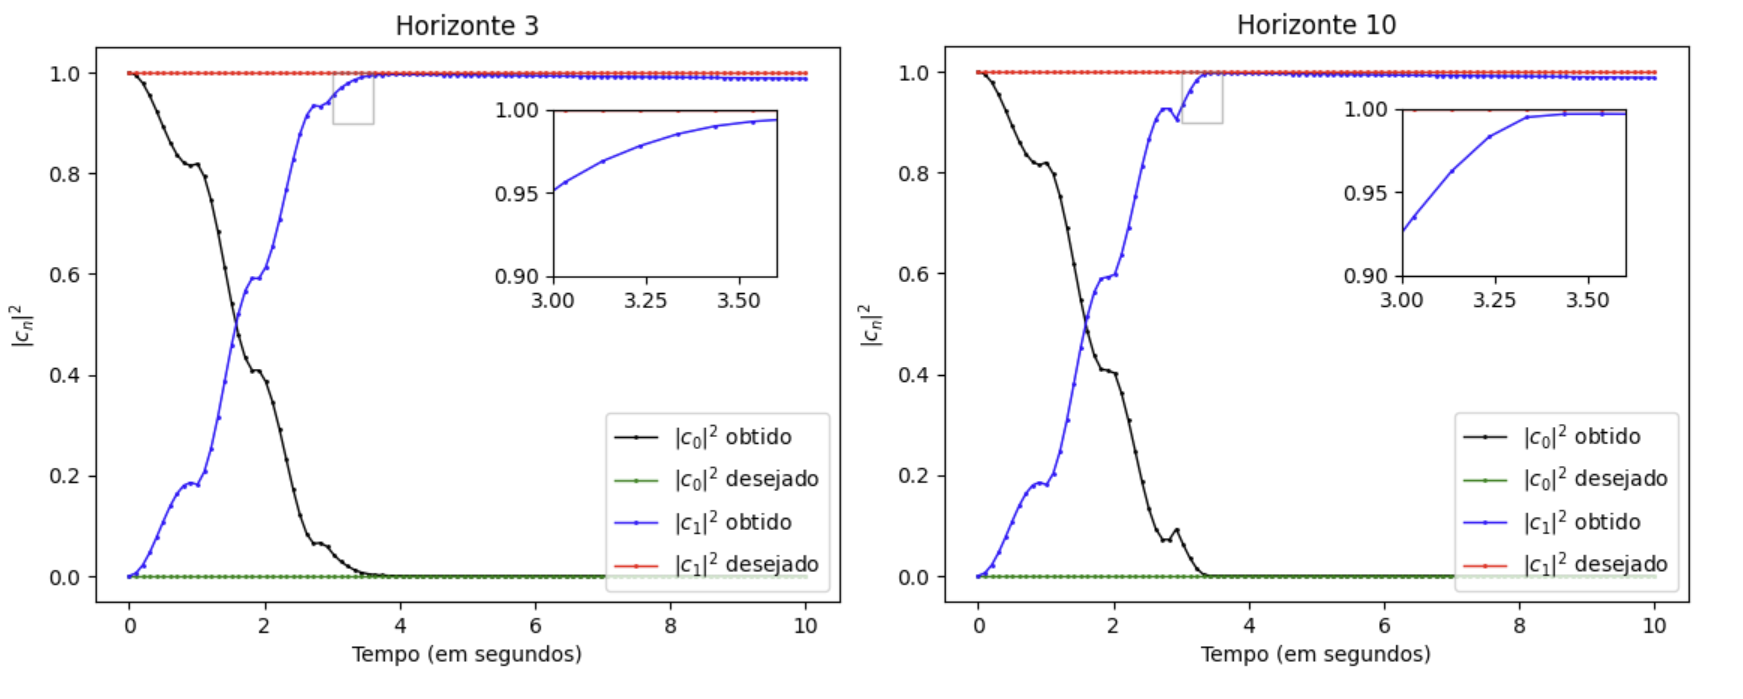 Horizonte 3
1.0
0.8
0.6
0.4
0.2
0.0
|c_n|^2
1.00
0.95
0.90
3.00 3.25 3.50
|c_0|^2 obtido
|c_0|^2 desejado
|c_1|^2 obtido
|c_1|^2 desejado
0 2 4 6 8 10
Tempo (em segundos)
Horizonte 10
1.0
0.8
0.6
0.4
0.2
0.0
|c_n|^2
1.00
0.95
0.90
3.00 3.25 3.50
|c_0|^2 obtido
|c_0|^2 desejado
|c_1|^2 obtido
|c_1|^2 desejado
0 2 4 6 8 10
Tempo (em segundos)